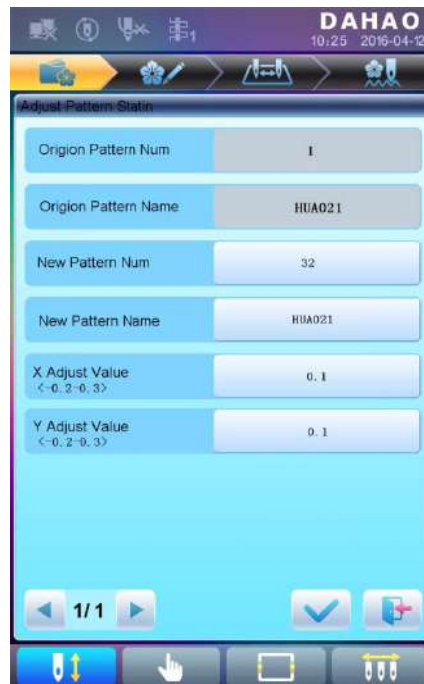 DAHAO
1
10:25 2016-04-12
Adjust Pattern Statin
Origion Pattern Num
1
Origion Pattern Name
HUA021
New Pattern Num
32
New Pattern Name
HUA021
X Adjust Value
<-0.2-0.3>
0.1
Y Adjust Value
<-0.2-0.3>
0.1
1/1